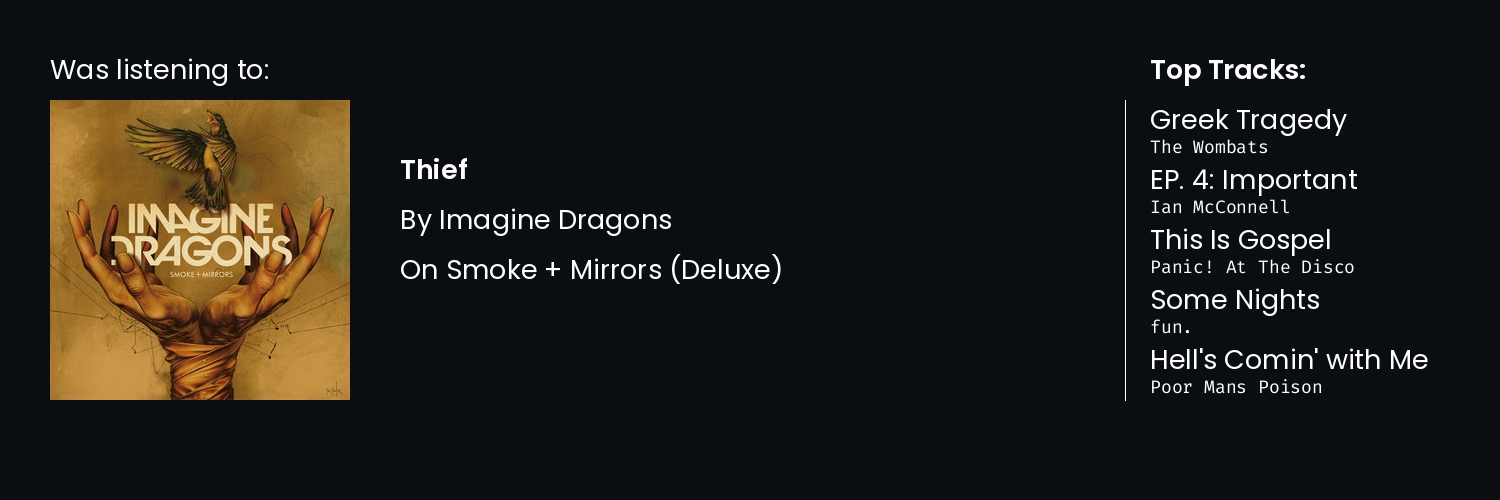 Was listening to:
IMAGINE
DRAGONS
SMOKE + MIRRORS
Thief
By Imagine Dragons
On Smoke + Mirrors (Deluxe)
Top Tracks:
Greek Tragedy
The Wombats
EP. 4: Important
Ian McConnell
This Is Gospel
Panic! At The Disco
Some Nights
fun.
Hell's Comin' with Me
Poor Mans Poison